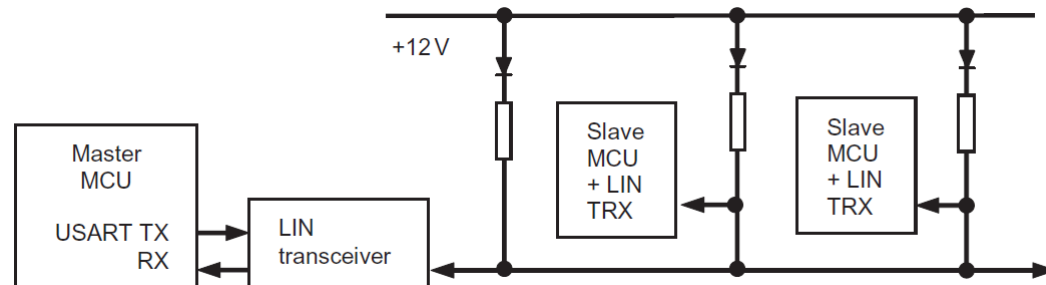 +12 V
Master
MCU
USART TX
RX
LIN
transceiver
Slave
MCU
+ LIN
TRX
Slave
MCU
+ LIN
TRX